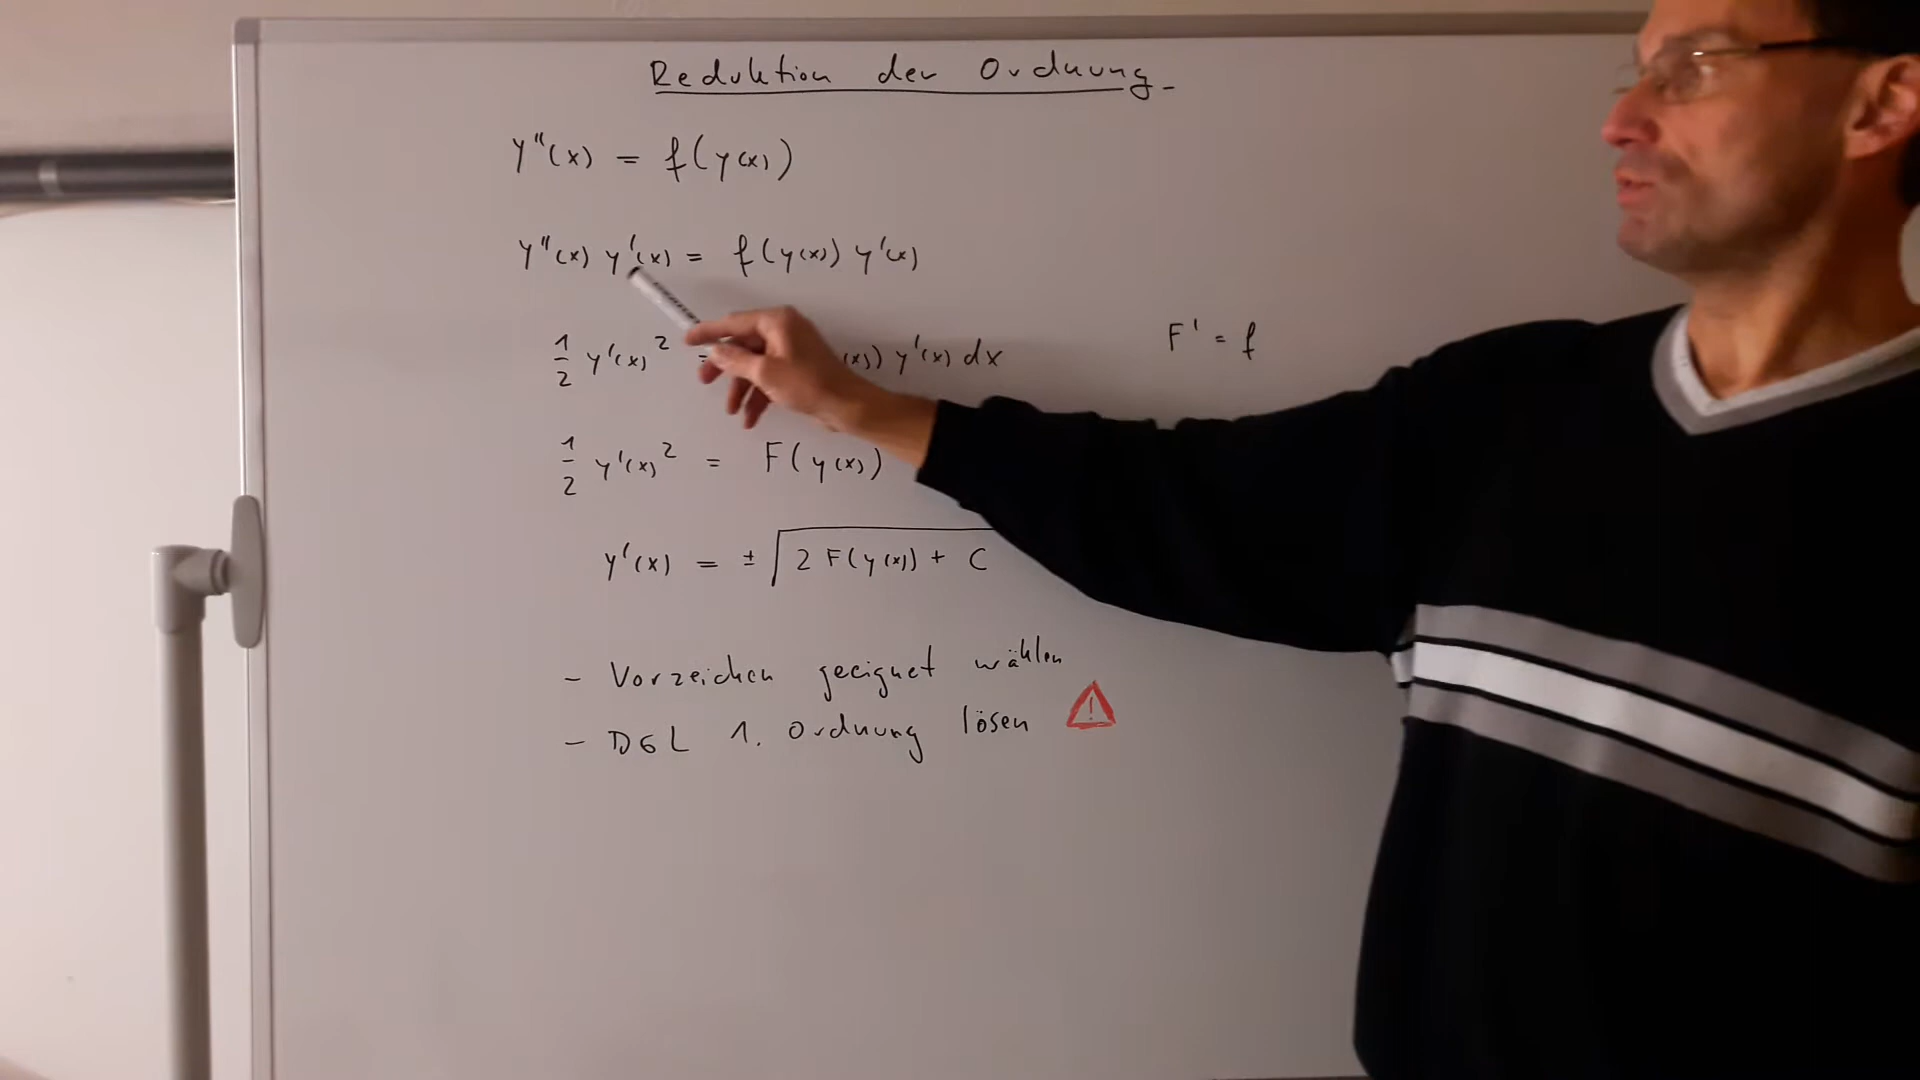 Reduktion der Ordnung
y''(x) = f(y(x))
y''(x) y'(x) = f(y(x)) y'(x)
1/2 y'(x)² = (x)) y'(x) dx
F' = f
1/2 y'(x)² = F(y(x))
y'(x) = ± √(2 F(y(x)) + C
- Vorzeichen geeignet wählen
- DGL 1. Ordnung lösen !